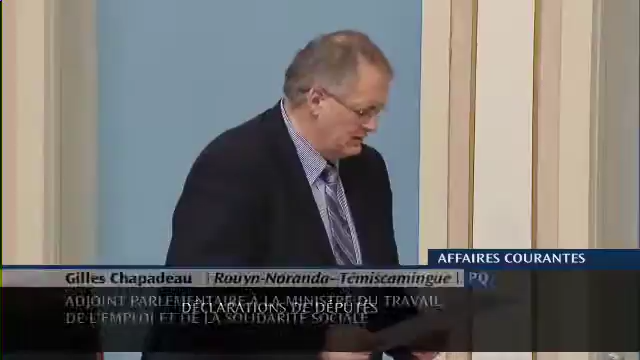 AFFAIRES COURANTES
Gilles Chapadeau Rouyn-Noranda–Témiscamingue PQ
ADJOINT PARLEMENTAIRE À LA MINISTRE DU TRAVAIL
DÉCLARATIONS DE DÉPUTÉS
DE L'EMPLOI ET DE LA SOLIDARITÉ SOCIALE